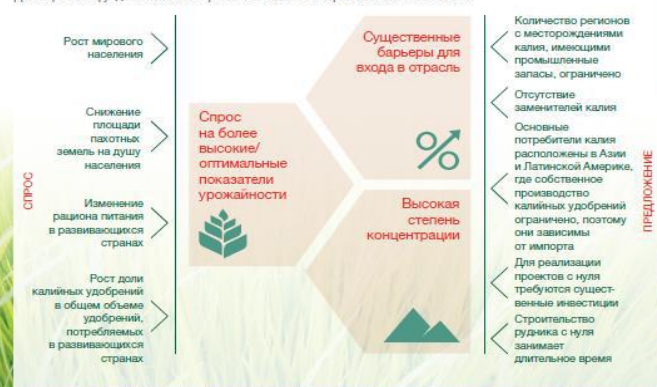 СПРОС
Рост мирового
населения
Снижение
площади
пахотных
земель на душу
населения
Изменение
рациона питания
в развивающихся
странах
Рост доли
калийных удобрений
в общем объеме
удобрений,
потребляемых
в развивающихся
странах
Спрос
на более
высокие/
оптимальные
показатели
урожайности
Существенные
барьеры для
входа в отрасль
Высокая
степень
концентрации
Количество регионов
с месторождениями
калия, имеющими
промышленные
запасы, ограничено
Отсутствие
заменителей калия
Основные
потребители калия
расположены в Азии
и Латинской Америке,
где собственное
производство
калийных удобрений
ограничено, поэтому
они зависимы
от импорта
Для реализации
проектов с нуля
требуются сущест-
венные инвестиции
Строительство
рудника с нуля
занимает
длительное время
ПРЕДЛОЖЕНИЕ